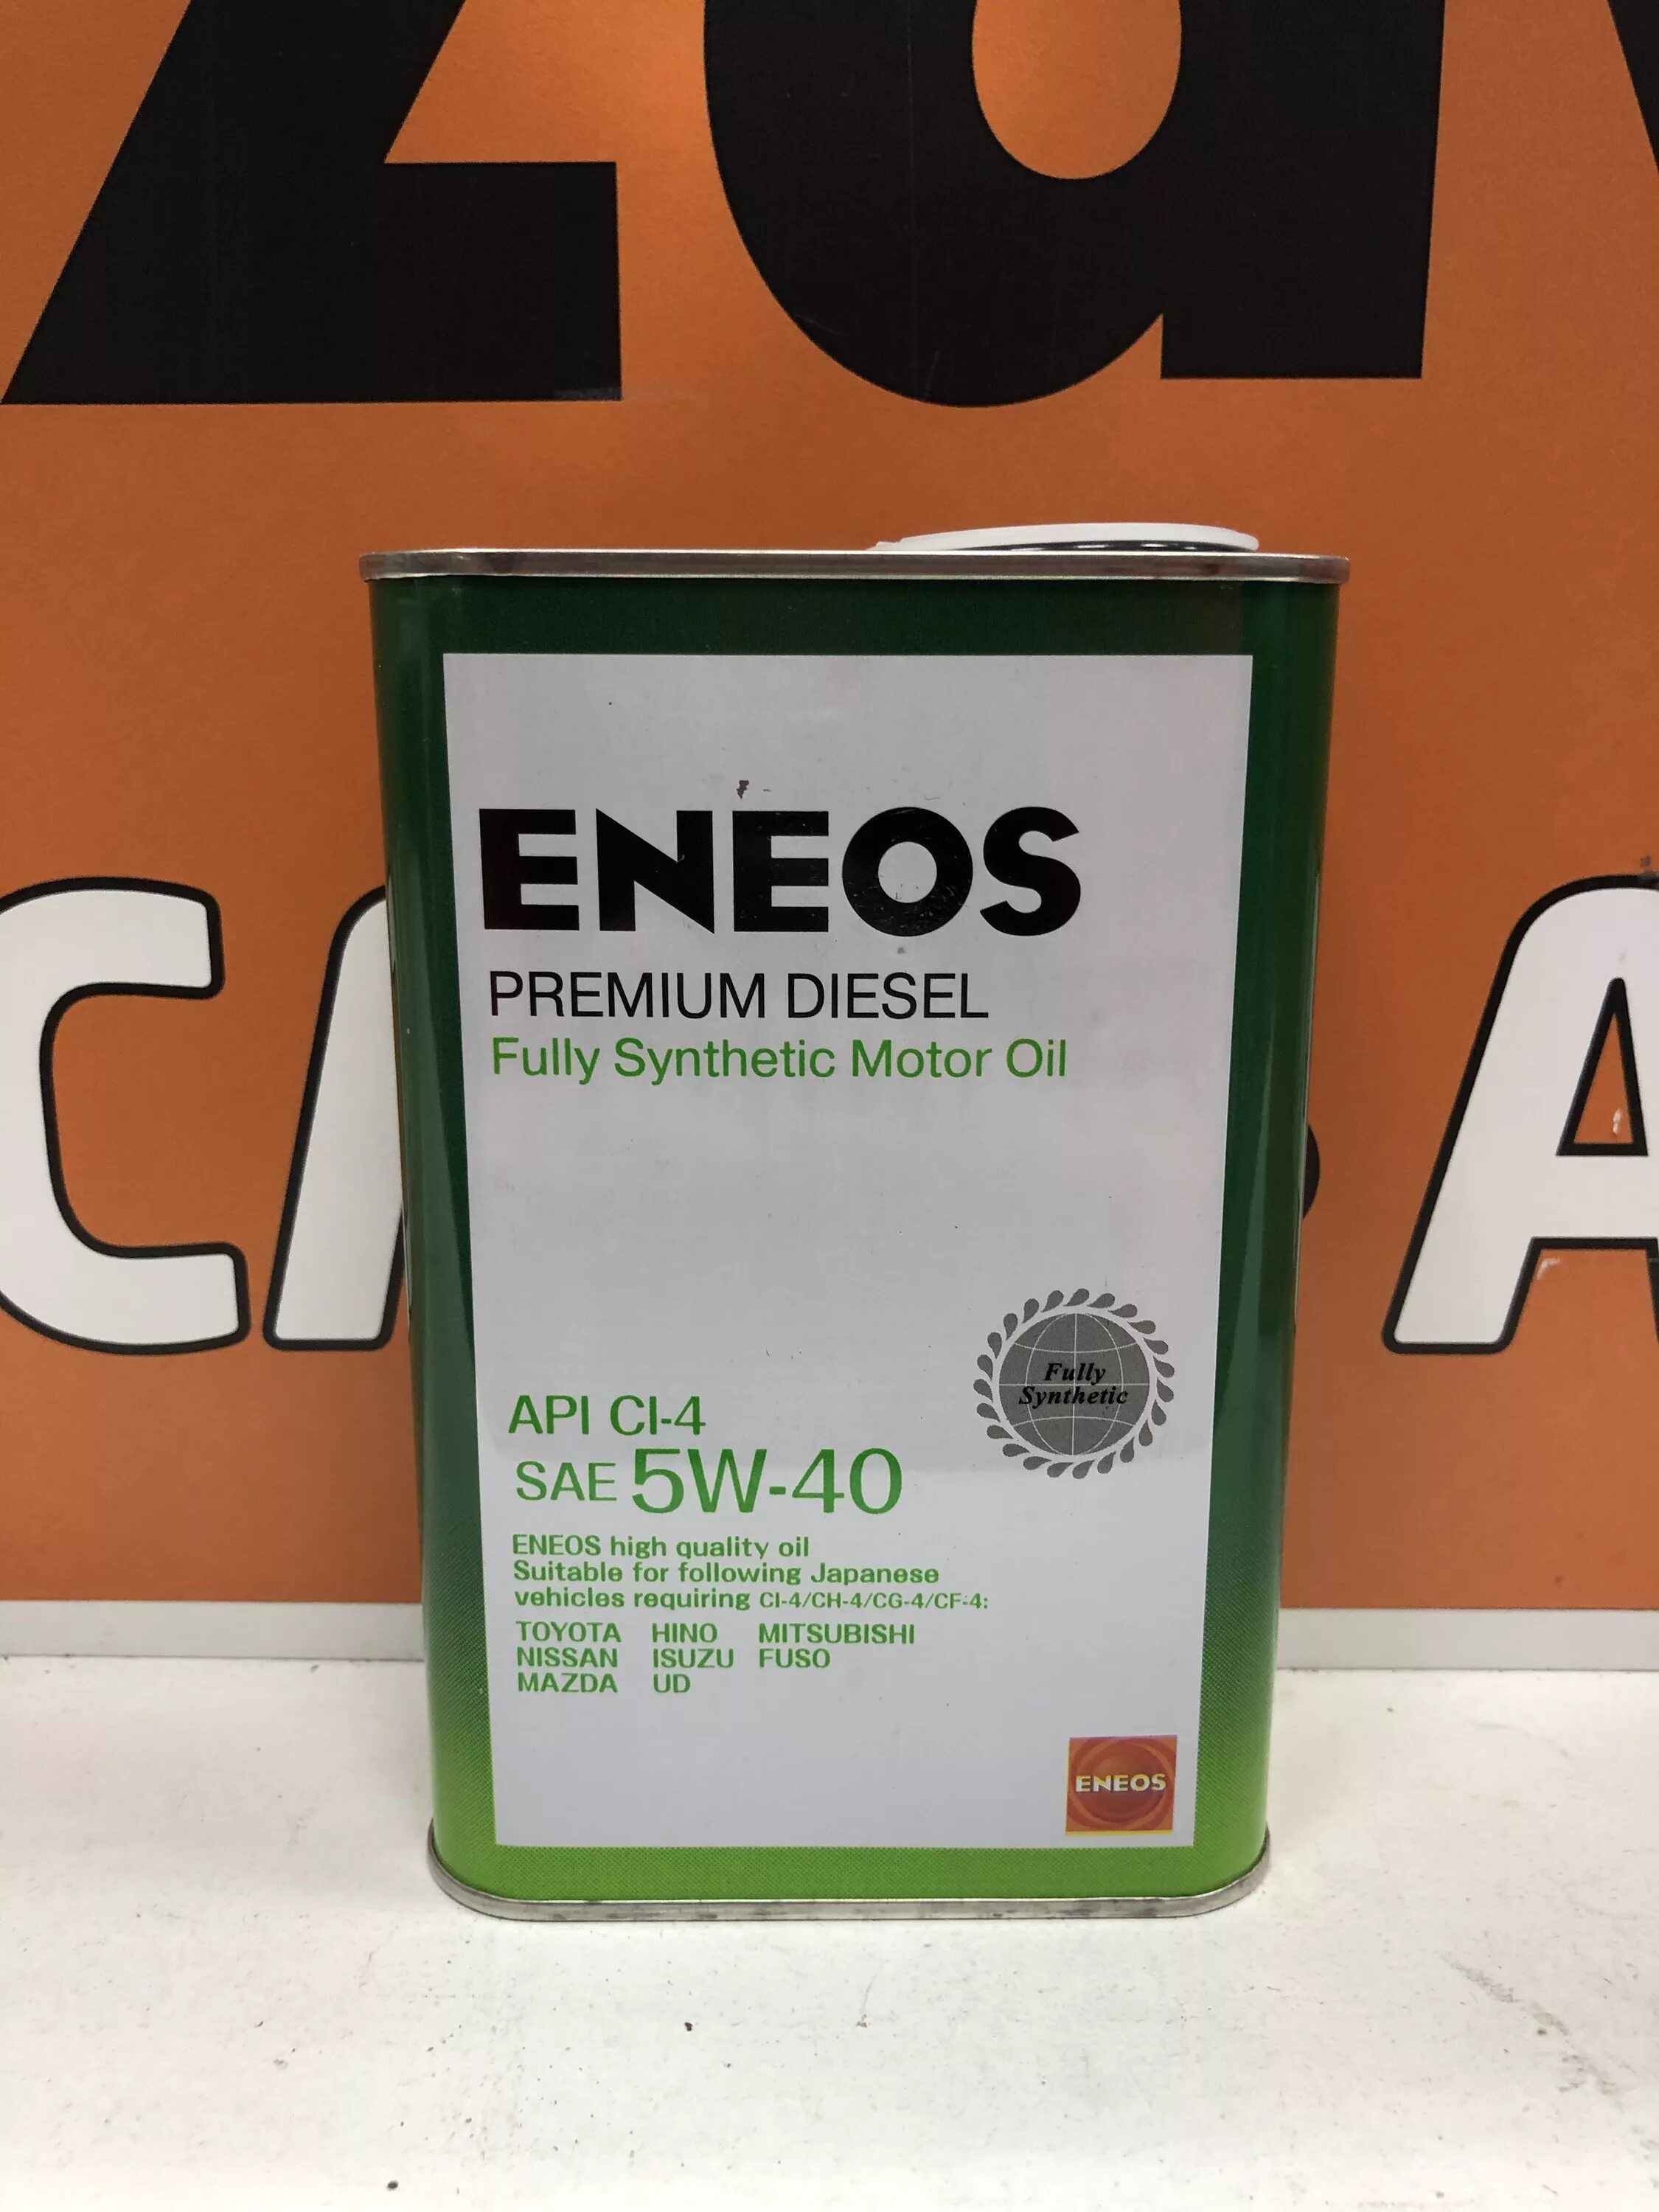 ENEOS
PREMIUM DIESEL
Fully Synthetic Motor Oil
Fully
Synthetic
API CI-4
SAE 5W-40
ENEOS high quality oil
Suitable for following Japanese
vehicles requiring CI-4/CH-4/CG-4/CF-4:
TOYOTA HINO MITSUBISHI
NISSAN ISUZU FUSO
MAZDA UD
ENEOS